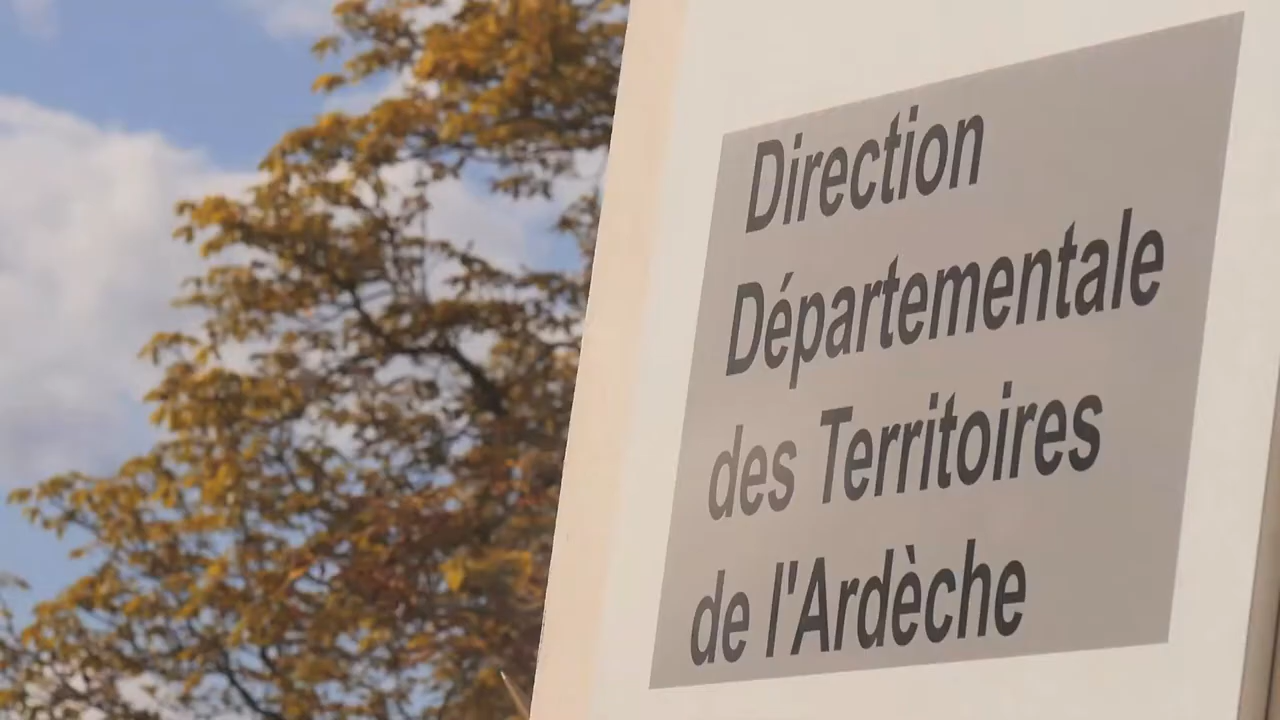 Direction
Départementale
des Territoires
de l'Ardèche